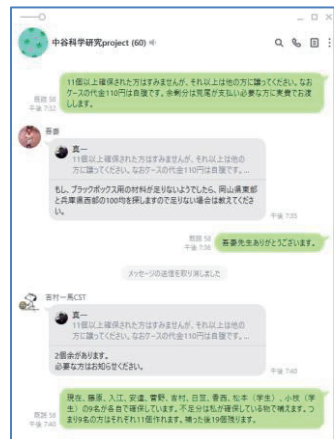 中谷科学研究project (60)
11個以上確保された方はすみませんが、それ以上は他の
方に譲ってください。なお
ケースの代金110円は自腹です。余剰分は荒尾が支払い必要な方に実費でお渡
しします。
既読 58
午後 7:32
吾妻
真一
11個以上確保された方はすみませんが、それ以上は他の
方に譲ってください。なおケースの代金110円は自腹です。...
もし、ブラックボックス用の材料が足りないようでしたら、岡山県東部
と兵庫県西部の100均を探しますので足りない場合は教えてくださ
い。
午後 7:35
既読 58
午後 7:36
吾妻先生ありがとうございます。
メッセージの送信を取り消しました
吉村一馬CST
真一
11個以上確保された方はすみませんが、それ以上は他の
方に譲ってください。なおケースの代金110円は自腹です。...
2個余があります。
必要な方はお知らせください。
午後 7:40
現在、藤原、入江、安達、菅野、吉村、日笠、香西、松本（学生）、小枝（学
生）の9名が各自で確保しています。不足分は私が確保している物で補えます。つ
まり9名の方はそれぞれ11個作れます。補った後19個残ります。
既読 58
午後 7:40